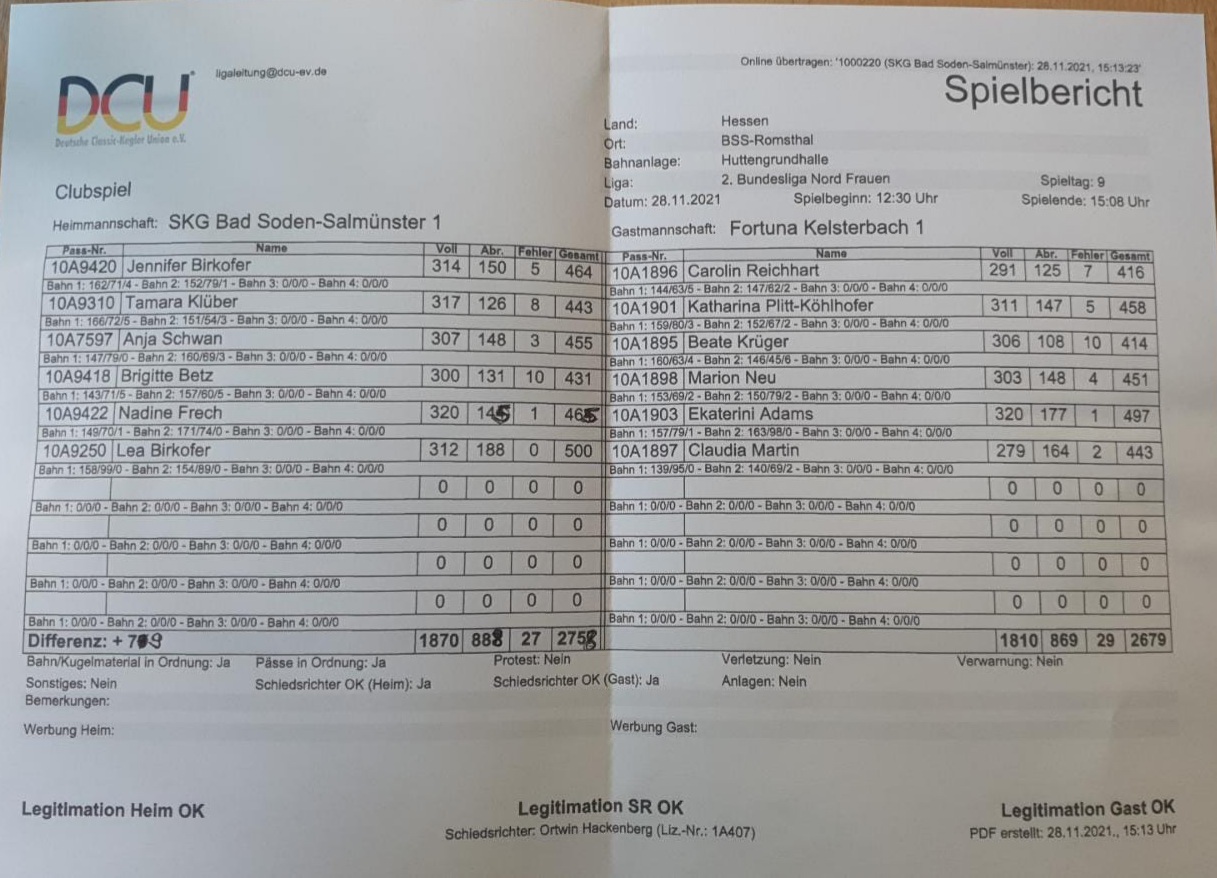 DCU
Deutsche Classic-Kegler Union e.V.
ligaleitung@dcu-ev.de
Online übertragen: '1000220 (SKG Bad Soden-Salmünster): 28.11.2021, 15:13:23'
Spielbericht
Land: Hessen
Ort: BSS-Romsthal
Bahnanlage: Huttengrundhalle
Liga: 2. Bundesliga Nord Frauen Spieltag: 9
Datum: 28.11.2021 Spielbeginn: 12:30 Uhr Spielende: 15:08 Uhr
Clubspiel
Heimmannschaft: SKG Bad Soden-Salmünster 1 Gastmannschaft: Fortuna Kelsterbach 1
Pass-Nr. Name Voll Abr. Fehler Gesamt Pass-Nr. Name Voll Abr. Fehler Gesamt
10A9420 Jennifer Birkofer 314 150 5 464 10A1896 Carolin Reichhart 291 125 7 416
Bahn 1: 162/71/4 - Bahn 2: 152/79/1 - Bahn 3: 0/0/0 - Bahn 4: 0/0/0 Bahn 1: 144/63/5 - Bahn 2: 147/62/2 - Bahn 3: 0/0/0 - Bahn 4: 0/0/0
10A9310 Tamara Klüber 317 126 8 443 10A1901 Katharina Plitt-Köhlhofer 311 147 5 458
Bahn 1: 166/72/5 - Bahn 2: 151/54/3 - Bahn 3: 0/0/0 - Bahn 4: 0/0/0 Bahn 1: 159/80/3 - Bahn 2: 152/67/2 - Bahn 3: 0/0/0 - Bahn 4: 0/0/0
10A7597 Anja Schwan 307 148 3 455 10A1895 Beate Krüger 306 108 10 414
Bahn 1: 147/79/0 - Bahn 2: 160/69/3 - Bahn 3: 0/0/0 - Bahn 4: 0/0/0 Bahn 1: 160/63/4 - Bahn 2: 146/45/6 - Bahn 3: 0/0/0 - Bahn 4: 0/0/0
10A9418 Brigitte Betz 300 131 10 431 10A1898 Marion Neu 303 148 4 451
Bahn 1: 143/71/5 - Bahn 2: 157/60/5 - Bahn 3: 0/0/0 - Bahn 4: 0/0/0 Bahn 1: 153/69/2 - Bahn 2: 150/79/2 - Bahn 3: 0/0/0 - Bahn 4: 0/0/0
10A9422 Nadine Frech 320 145 1 465 10A1903 Ekaterini Adams 320 177 1 497
Bahn 1: 149/70/1 - Bahn 2: 171/74/0 - Bahn 3: 0/0/0 - Bahn 4: 0/0/0 Bahn 1: 157/79/1 - Bahn 2: 163/98/0 - Bahn 3: 0/0/0 - Bahn 4: 0/0/0
10A9250 Lea Birkofer 312 188 0 500 10A1897 Claudia Martin 279 164 2 443
Bahn 1: 158/99/0 - Bahn 2: 154/89/0 - Bahn 3: 0/0/0 - Bahn 4: 0/0/0 Bahn 1: 139/95/0 - Bahn 2: 140/69/2 - Bahn 3: 0/0/0 - Bahn 4: 0/0/0
0 0 0 0 0 0 0 0
Bahn 1: 0/0/0 - Bahn 2: 0/0/0 - Bahn 3: 0/0/0 - Bahn 4: 0/0/0 Bahn 1: 0/0/0 - Bahn 2: 0/0/0 - Bahn 3: 0/0/0 - Bahn 4: 0/0/0
0 0 0 0 0 0 0 0
Bahn 1: 0/0/0 - Bahn 2: 0/0/0 - Bahn 3: 0/0/0 - Bahn 4: 0/0/0 Bahn 1: 0/0/0 - Bahn 2: 0/0/0 - Bahn 3: 0/0/0 - Bahn 4: 0/0/0
0 0 0 0 0 0 0 0
Bahn 1: 0/0/0 - Bahn 2: 0/0/0 - Bahn 3: 0/0/0 - Bahn 4: 0/0/0 Bahn 1: 0/0/0 - Bahn 2: 0/0/0 - Bahn 3: 0/0/0 - Bahn 4: 0/0/0
0 0 0 0 0 0 0 0
Bahn 1: 0/0/0 - Bahn 2: 0/0/0 - Bahn 3: 0/0/0 - Bahn 4: 0/0/0 Bahn 1: 0/0/0 - Bahn 2: 0/0/0 - Bahn 3: 0/0/0 - Bahn 4: 0/0/0
Differenz: + 79 1870 888 27 2758 1810 869 29 2679
Bahn/Kugelmaterial in Ordnung: Ja Pässe in Ordnung: Ja Protest: Nein Verletzung: Nein Verwarnung: Nein
Sonstiges: Nein Schiedsrichter OK (Heim): Ja Schiedsrichter OK (Gast): Ja Anlagen: Nein
Bemerkungen:
Werbung Heim: Werbung Gast:
Legitimation Heim OK Legitimation SR OK Legitimation Gast OK
Schiedsrichter: Ortwin Hackenberg (Liz.-Nr.: 1A407) PDF erstellt: 28.11.2021., 15:13 Uhr